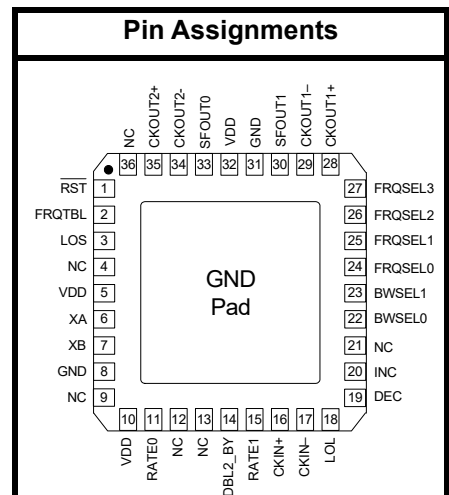 Pin Assignments
NC
CKOUT2+
CKOUT2-
SFOUT0
VDD
GND
SFOUT1
CKOUT1–
CKOUT1+
36 35 34 33 32 31 30 29 28
RST 1
FRQTBL 2
LOS 3
NC 4
VDD 5
XA 6
XB 7
GND 8
NC 9
GND
Pad
27 FRQSEL3
26 FRQSEL2
25 FRQSEL1
24 FRQSEL0
23 BWSEL1
22 BWSEL0
21 NC
20 INC
19 DEC
10 11 12 13 14 15 16 17 18
VDD
RATE0
NC
NC
DBL2_BY
RATE1
CKIN+
CKIN–
LOL